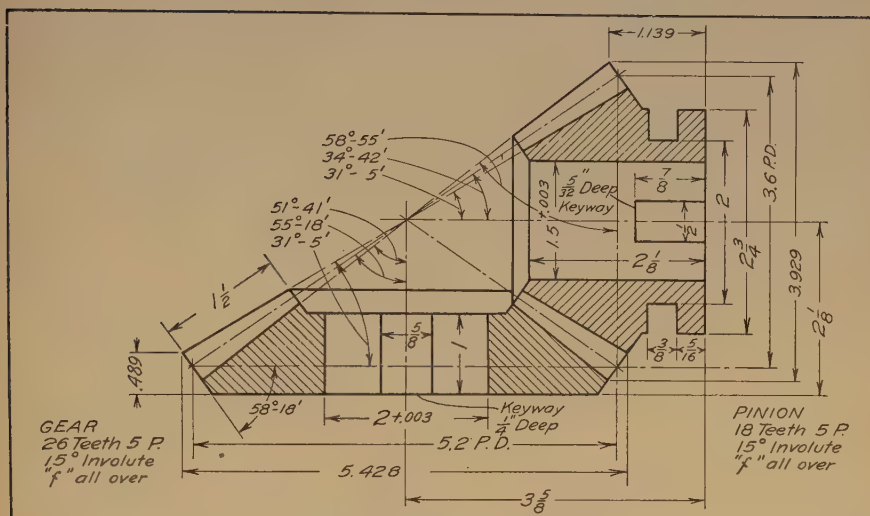 1.139
58°-55'
34°-42'
31°-5'
51°-41'
55°-18'
31°-5'
1 1/2
.489
58°-18'
5/32" Deep
Keyway
7/8
1/2
1.5 +.003
2 1/8
2
2 3/4
3.6 P.D.
3.929
2 1/8
3/8
5/16
5/8
1
2 +.003
Keyway
1/4" Deep
5.2 P.D.
5.428
3 5/8
GEAR
26 Teeth 5 P.
15° Involute
"f" all over
PINION
18 Teeth 5 P.
15° Involute
"f" all over